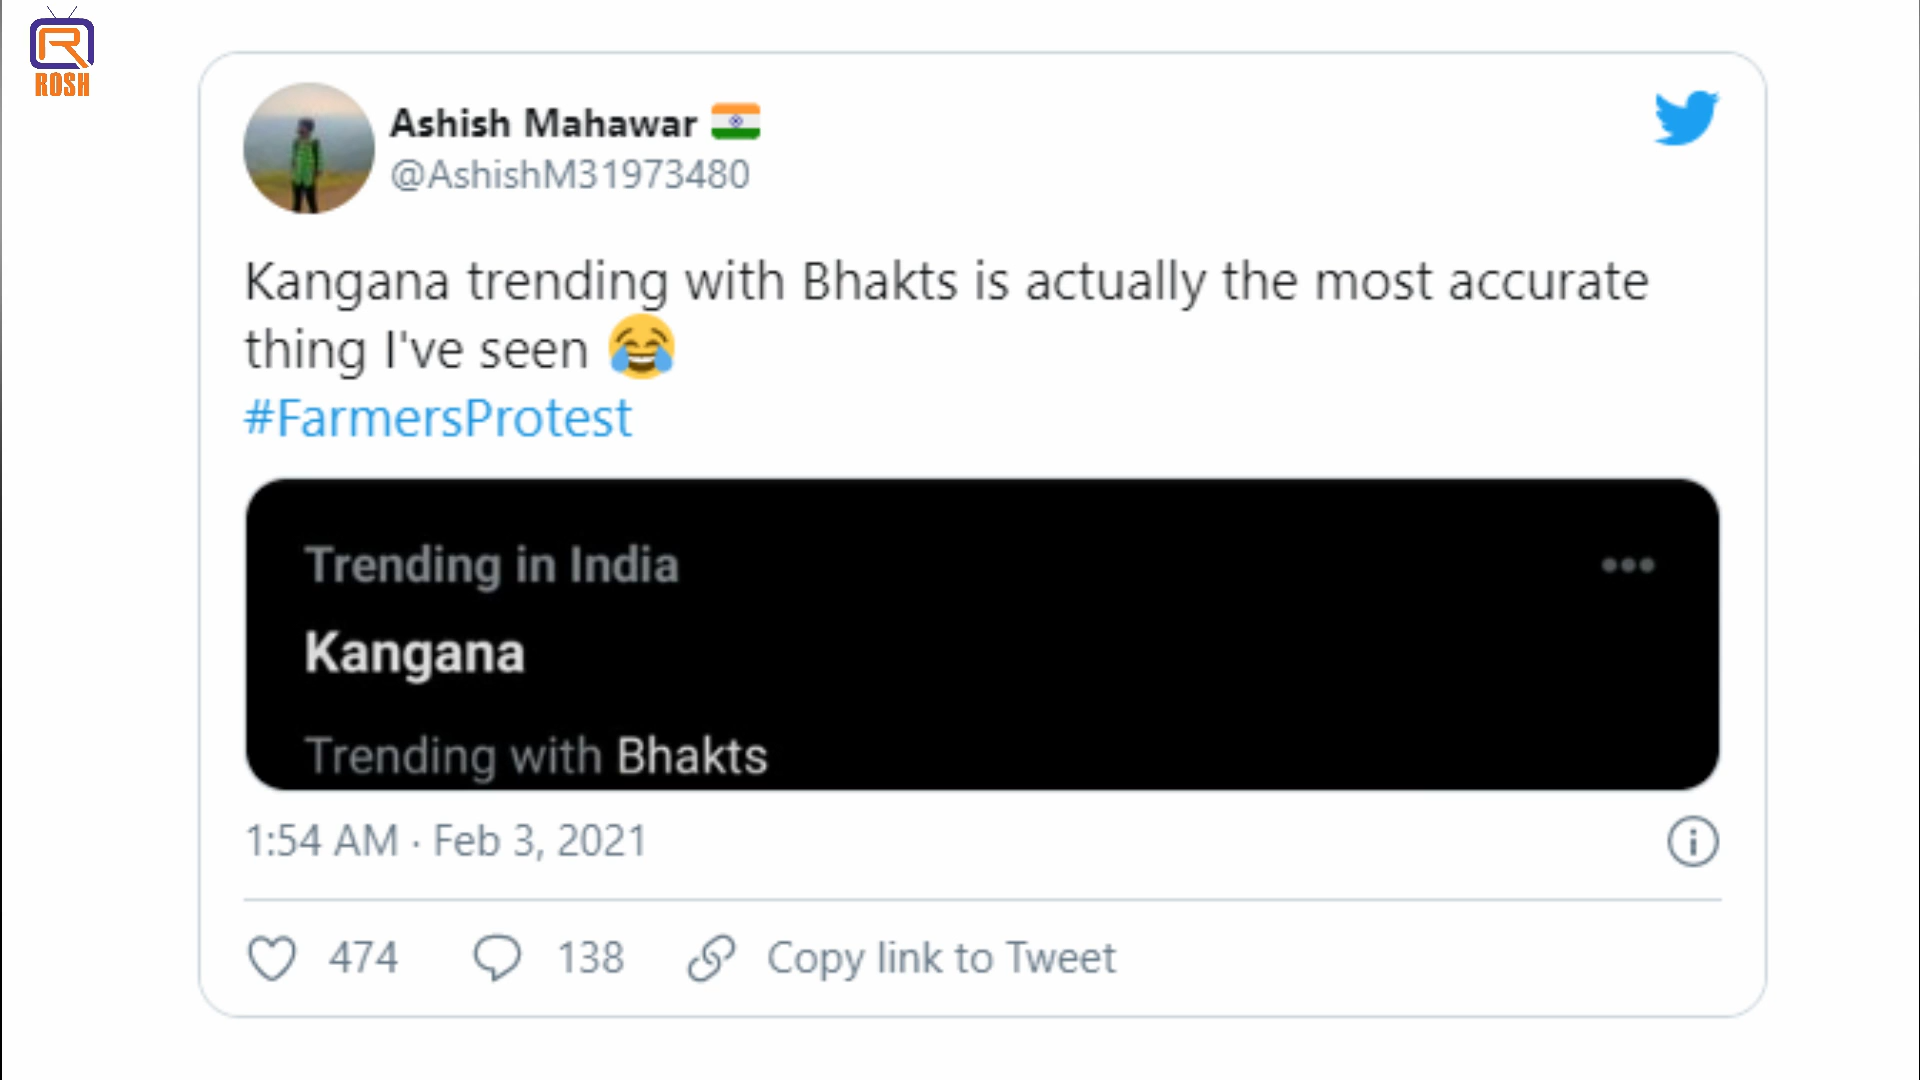 ROSH
Ashish Mahawar 🇮🇳
@AshishM31973480
Kangana trending with Bhakts is actually the most accurate
thing I've seen 😂
#FarmersProtest
Trending in India
Kangana
Trending with Bhakts
1:54 AM · Feb 3, 2021
474 138 Copy link to Tweet